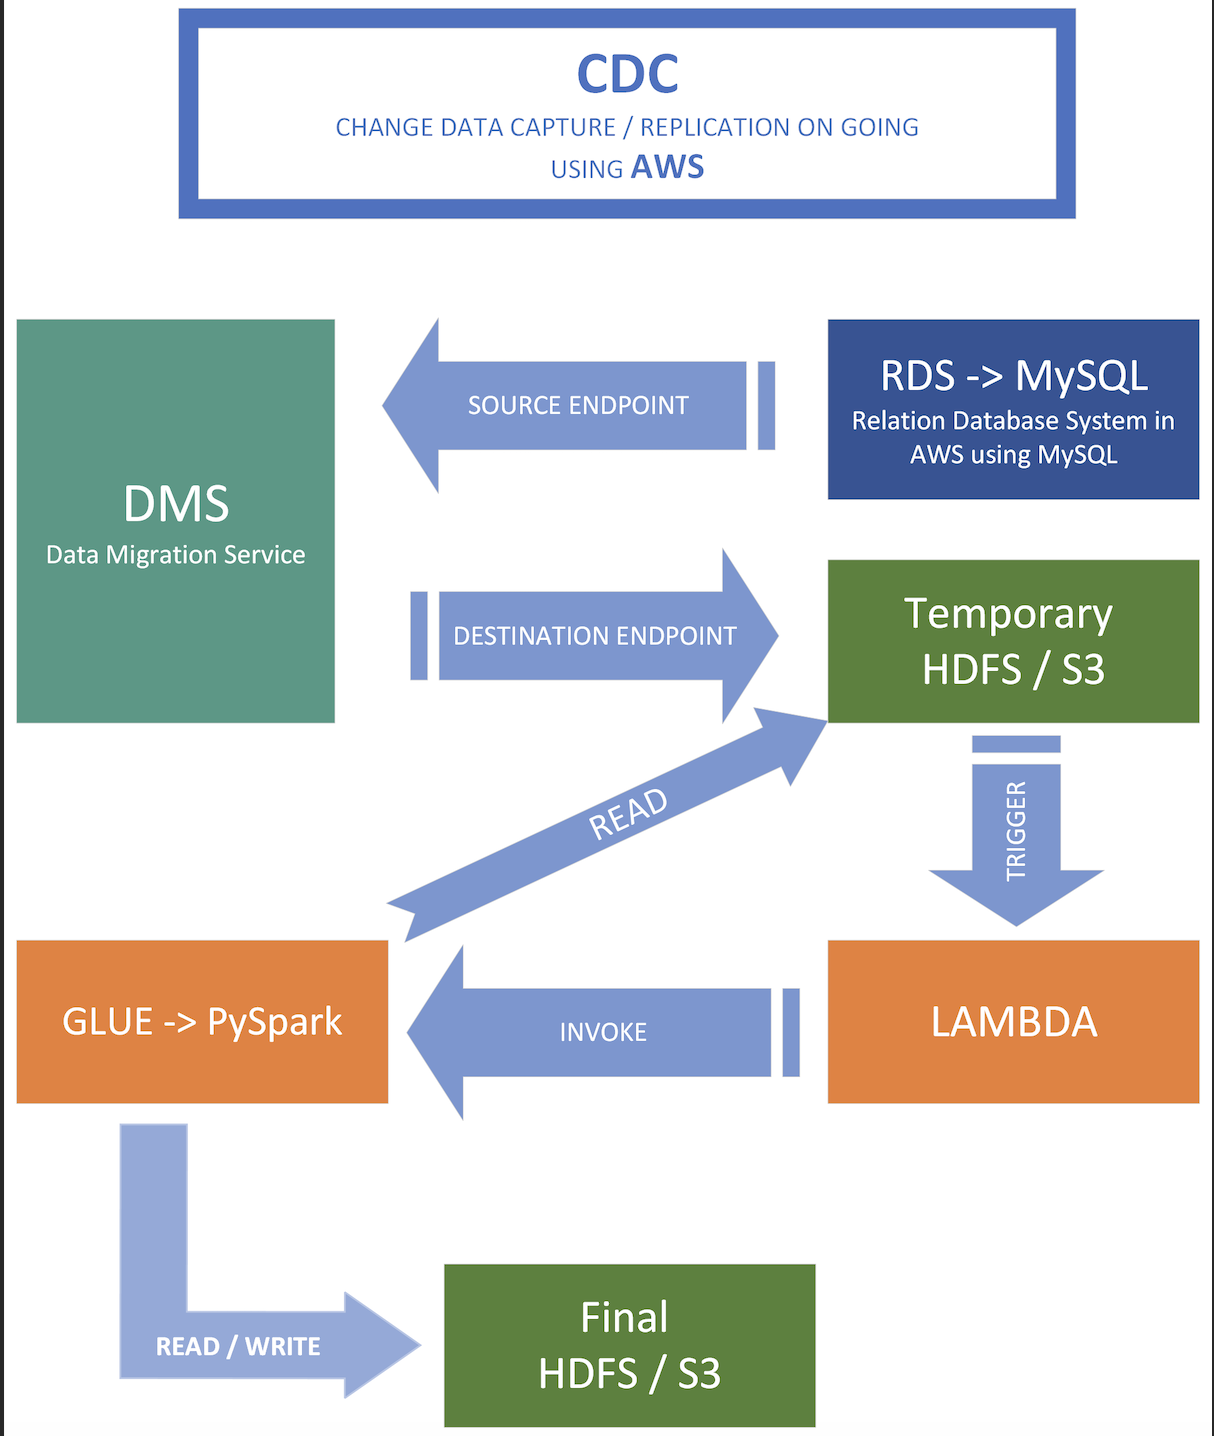 CDC
CHANGE DATA CAPTURE / REPLICATION ON GOING
USING AWS
SOURCE ENDPOINT
RDS -> MySQL
Relation Database System in
AWS using MySQL
DMS
Data Migration Service
DESTINATION ENDPOINT
Temporary
HDFS / S3
READ
TRIGGER
GLUE -> PySpark
INVOKE
LAMBDA
READ / WRITE
Final
HDFS / S3